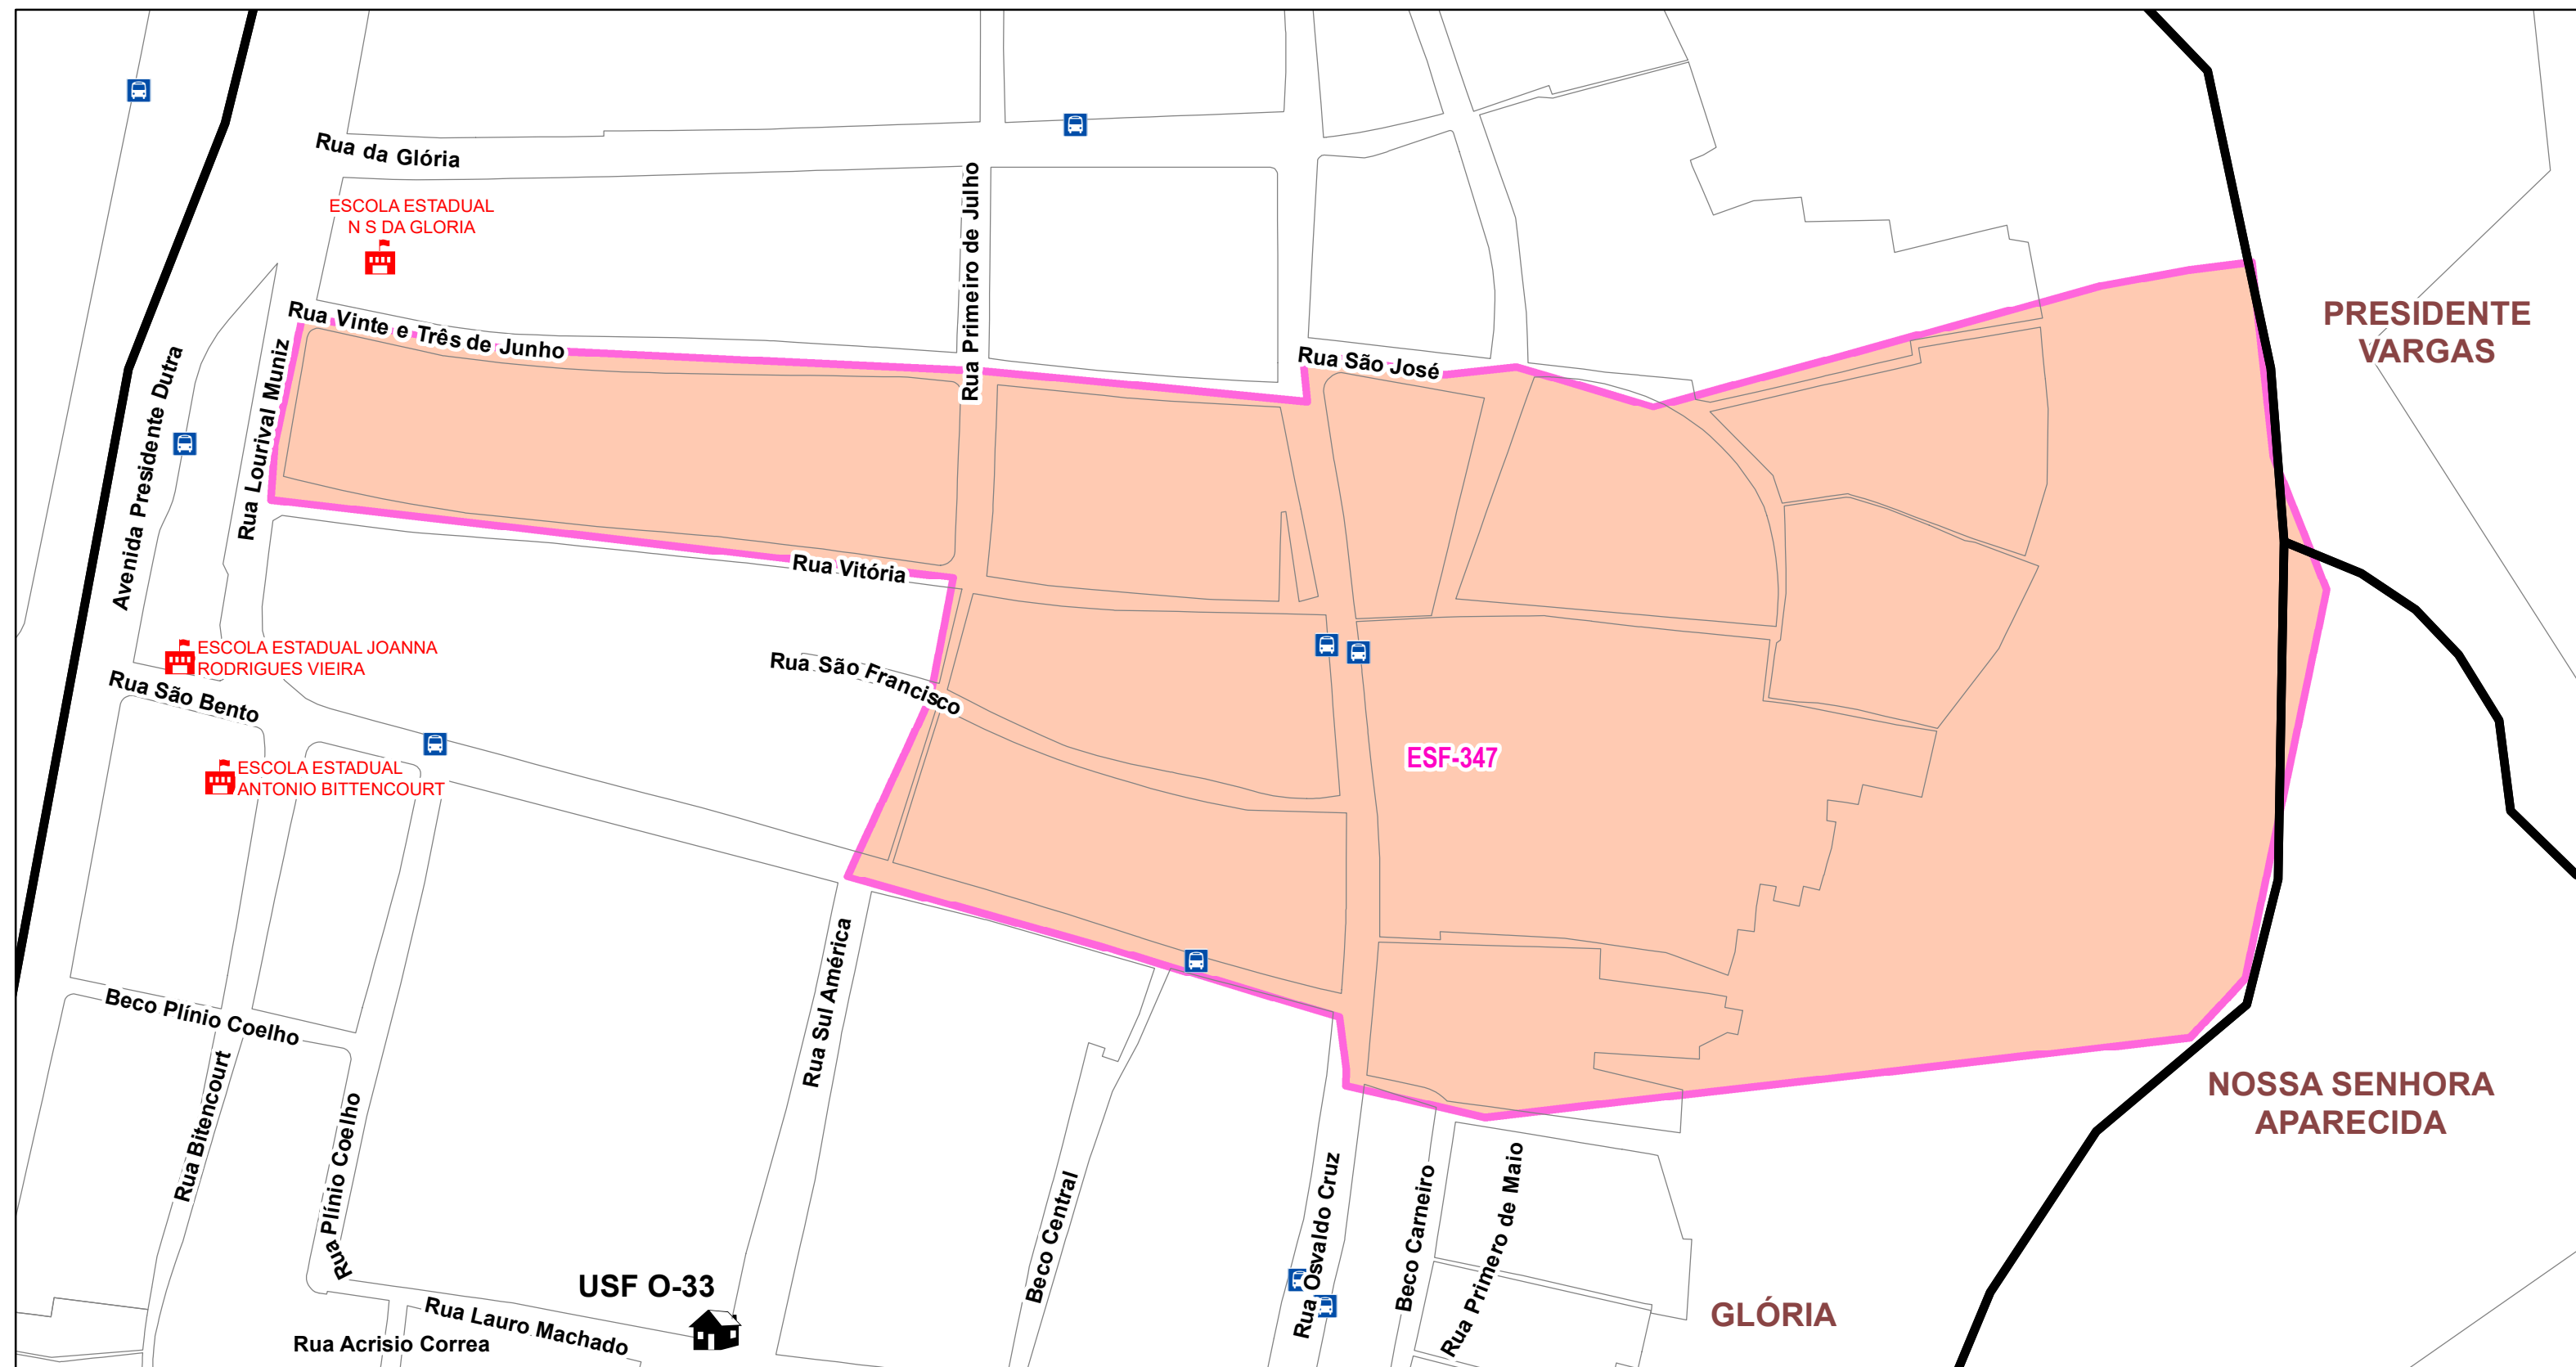 Rua da Glória
ESCOLA ESTADUAL
N S DA GLORIA
Rua Primeiro de Julho
Rua Vinte e Três de Junho
Rua São José
PRESIDENTE
VARGAS
Rua Lourival Muniz
Avenida Presidente Dutra
Rua Vitória
ESCOLA ESTADUAL JOANNA
RODRIGUES VIEIRA
Rua São Francisco
Rua São Bento
ESF-347
ESCOLA ESTADUAL
ANTONIO BITTENCOURT
Rua Sul América
Beco Plínio Coelho
Rua Bitencourt
Rua Plínio Coelho
NOSSA SENHORA
APARECIDA
Beco Central
Rua Osvaldo Cruz
Beco Carneiro
Rua Primero de Maio
USF O-33
GLÓRIA
Rua Lauro Machado
Rua Acrisio Correa